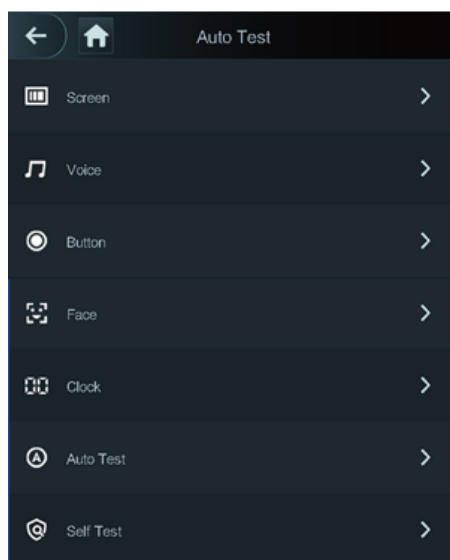 Auto Test
Screen
Voice
Button
Face
Clock
Auto Test
Self Test